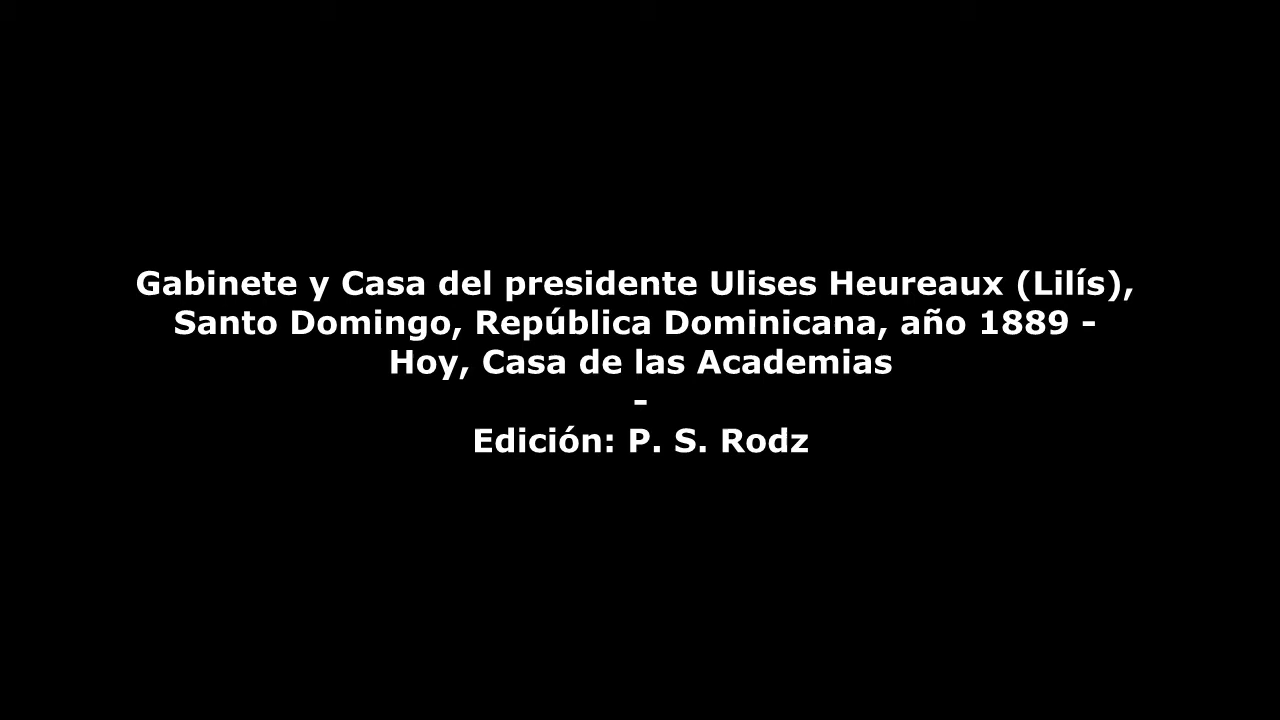 Gabinete y Casa del presidente Ulises Heureaux (Lilís),
Santo Domingo, República Dominicana, año 1889 -
Hoy, Casa de las Academias
-
Edición: P. S. Rodz